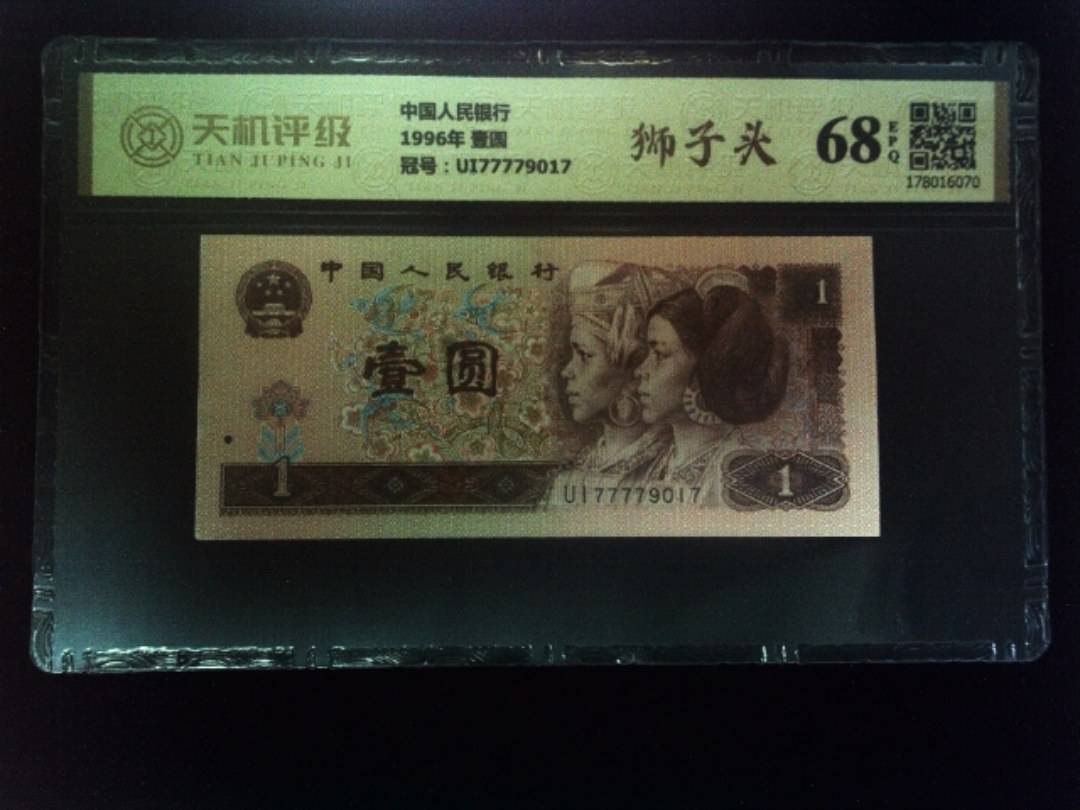 天机评级
TIAN JI PING JI
中国人民银行
1996年 壹圆
冠号：UI77779017
狮子头
68
EPQ
178016070
中国人民银行
1
壹圆
1
UI77779017
1